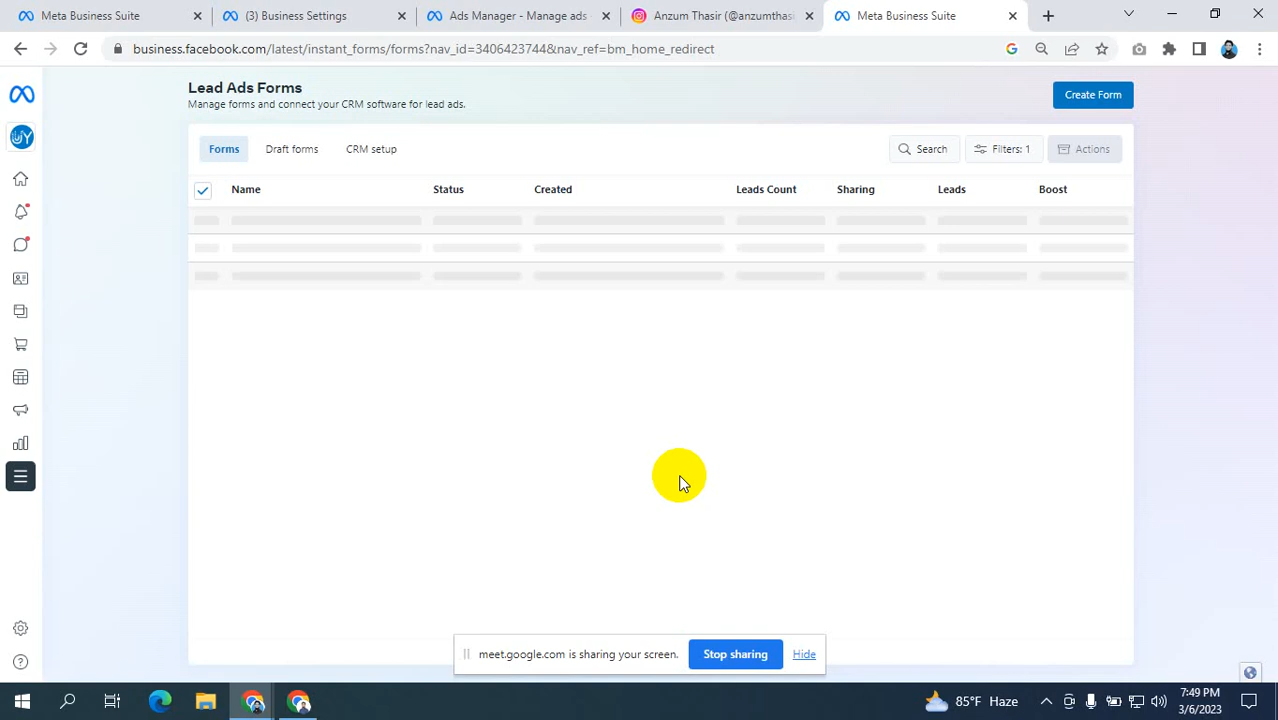 Meta Business Suite
(3) Business Settings
Ads Manager - Manage ads
Anzum Thasir (@anzumthasi
Meta Business Suite
business.facebook.com/latest/instant_forms/forms?nav_id=3406423744&nav_ref=bm_home_redirect
Lead Ads Forms
Manage forms and connect your CRM software for lead ads.
Create Form
Forms Draft forms CRM setup Search Filters: 1 Actions
Name Status Created Leads Count Sharing Leads Boost
meet.google.com is sharing your screen. Stop sharing Hide
85°F Haze
7:49 PM
3/6/2023